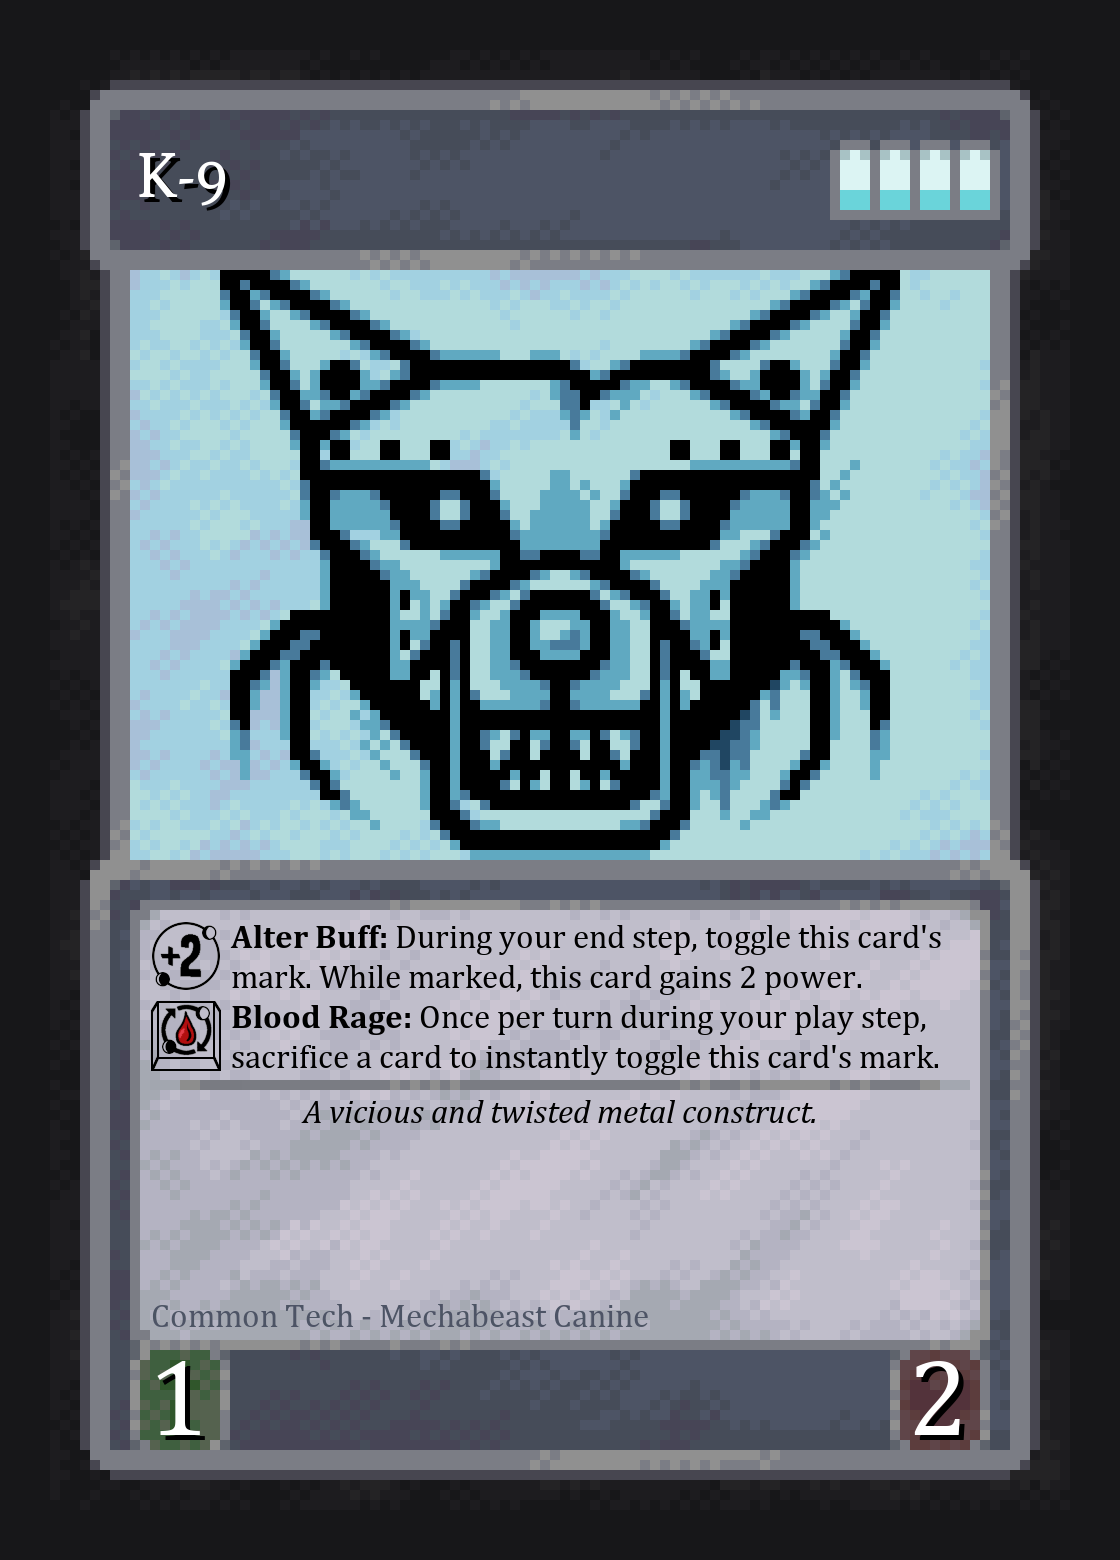 K-9
+2 Alter Buff: During your end step, toggle this card's
mark. While marked, this card gains 2 power.
Blood Rage: Once per turn during your play step,
sacrifice a card to instantly toggle this card's mark.
A vicious and twisted metal construct.
Common Tech - Mechabeast Canine
1 2